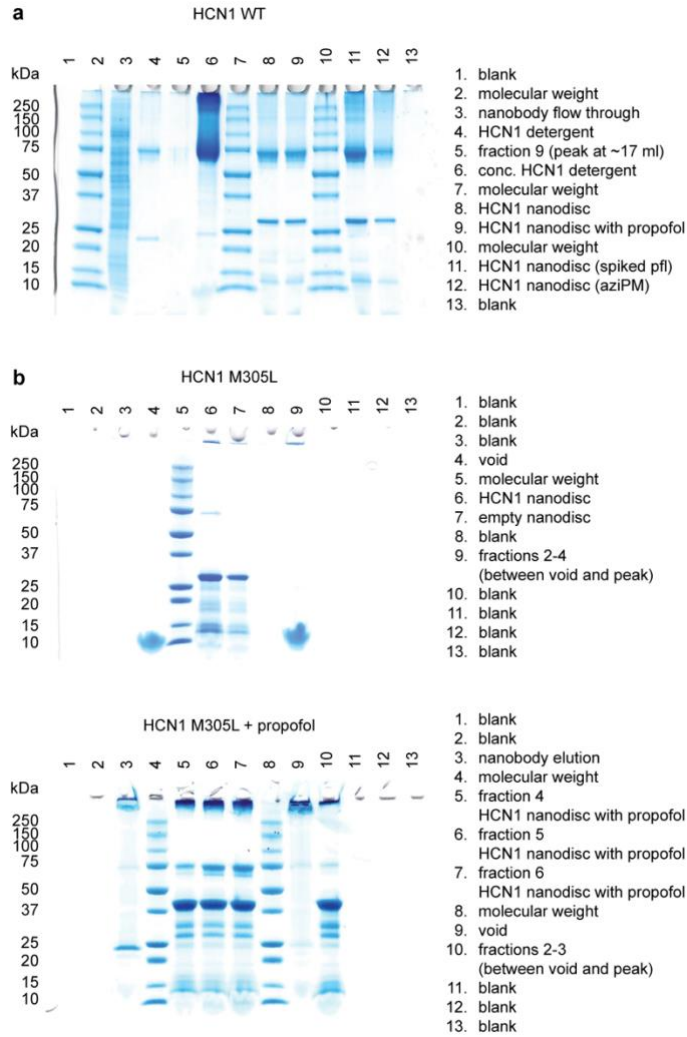 a
HCN1 WT
1 2 3 4 5 6 7 8 9 10 11 12 13
kDa
250
150
100
75
50
37
25
20
15
10
1. blank
2. molecular weight
3. nanobody flow through
4. HCN1 detergent
5. fraction 9 (peak at ~17 ml)
6. conc. HCN1 detergent
7. molecular weight
8. HCN1 nanodisc
9. HCN1 nanodisc with propofol
10. molecular weight
11. HCN1 nanodisc (spiked pfl)
12. HCN1 nanodisc (aziPM)
13. blank
b
HCN1 M305L
1 2 3 4 5 6 7 8 9 10 11 12 13
kDa
250
150
100
75
50
37
25
20
15
10
1. blank
2. blank
3. blank
4. void
5. molecular weight
6. HCN1 nanodisc
7. empty nanodisc
8. blank
9. fractions 2-4
(between void and peak)
10. blank
11. blank
12. blank
13. blank
HCN1 M305L + propofol
1 2 3 4 5 6 7 8 9 10 11 12 13
kDa
250
150
100
75
50
37
25
20
15
10
1. blank
2. blank
3. nanobody elution
4. molecular weight
5. fraction 4
HCN1 nanodisc with propofol
6. fraction 5
HCN1 nanodisc with propofol
7. fraction 6
HCN1 nanodisc with propofol
8. molecular weight
9. void
10. fractions 2-3
(between void and peak)
11. blank
12. blank
13. blank